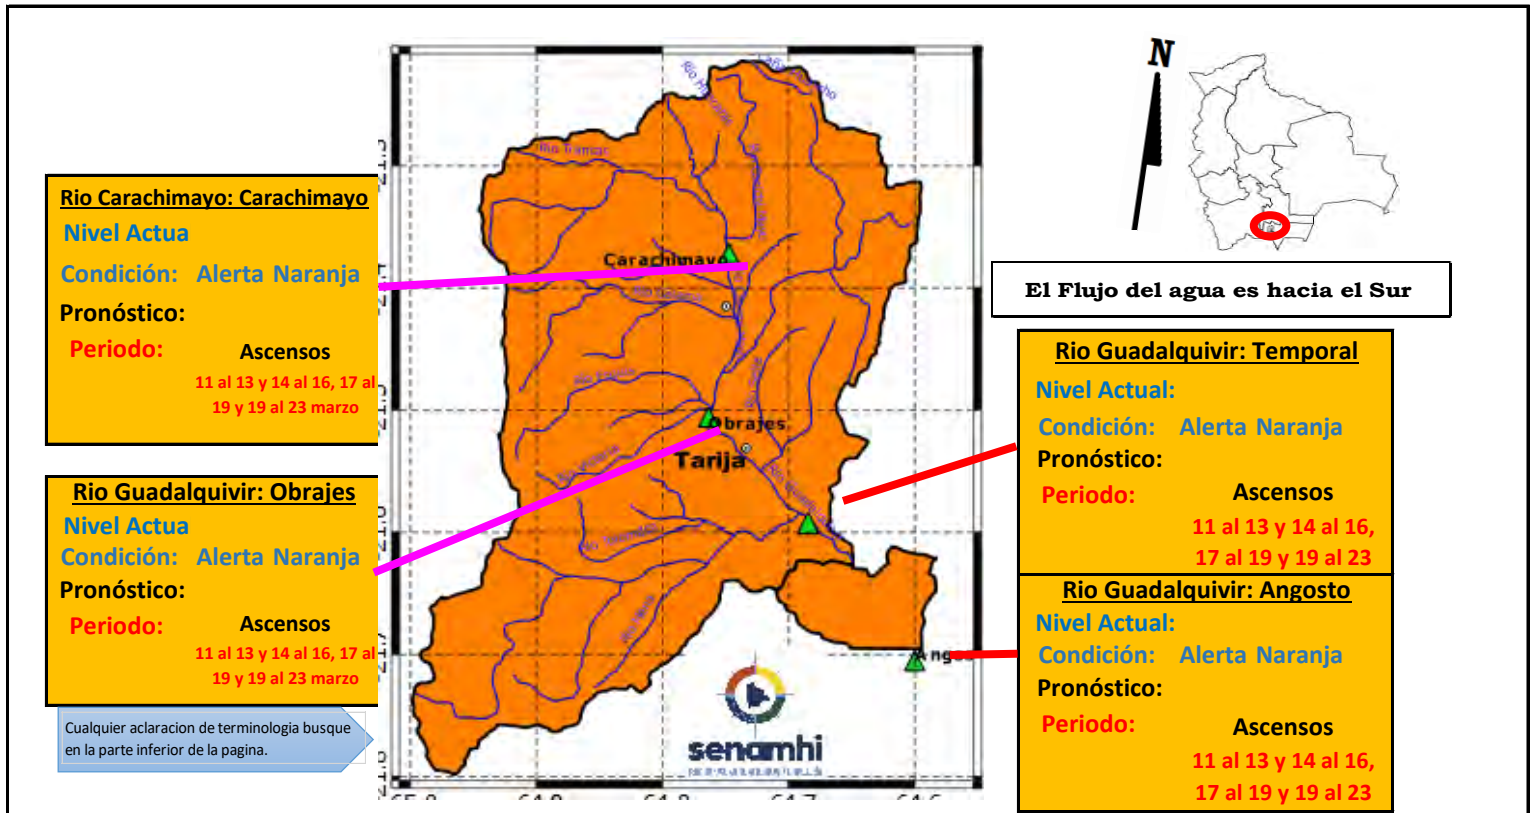 Rio Carachimayo: Carachimayo
Nivel Actua
Condición: Alerta Naranja
Pronóstico:
Periodo: Ascensos
11 al 13 y 14 al 16, 17 al
19 y 19 al 23 marzo
Rio Guadalquivir: Obrajes
Nivel Actua
Condición: Alerta Naranja
Pronóstico:
Periodo: Ascensos
11 al 13 y 14 al 16, 17 al
19 y 19 al 23 marzo
Cualquier aclaracion de terminologia busque
en la parte inferior de la pagina.
Carachimayo
Obrajes
Tarija
Rio
Rio
senamhi
N
El Flujo del agua es hacia el Sur
Rio Guadalquivir: Temporal
Nivel Actual:
Condición: Alerta Naranja
Pronóstico:
Periodo: Ascensos
11 al 13 y 14 al 16,
17 al 19 y 19 al 23
Rio Guadalquivir: Angosto
Nivel Actual:
Condición: Alerta Naranja
Pronóstico:
Periodo: Ascensos
11 al 13 y 14 al 16,
17 al 19 y 19 al 23